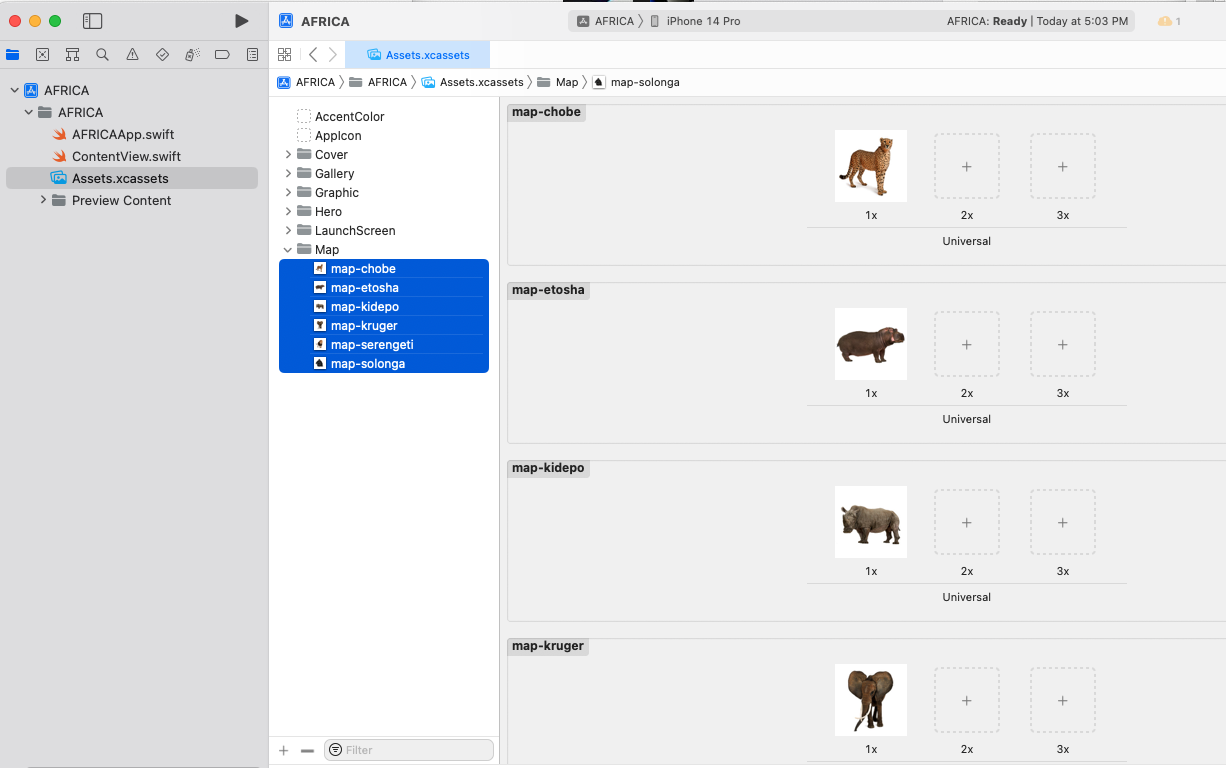 AFRICA
AFRICA
iPhone 14 Pro
AFRICA: Ready | Today at 5:03 PM
1
Assets.xcassets
AFRICA
AFRICA
Assets.xcassets
Map
map-solonga
AFRICA
AFRICA
AFRICAApp.swift
ContentView.swift
Assets.xcassets
Preview Content
AccentColor
AppIcon
Cover
Gallery
Graphic
Hero
LaunchScreen
Map
map-chobe
map-etosha
map-kidepo
map-kruger
map-serengeti
map-solonga
Filter
map-chobe
1x
2x
3x
Universal
map-etosha
1x
2x
3x
Universal
map-kidepo
1x
2x
3x
Universal
map-kruger
1x
2x
3x